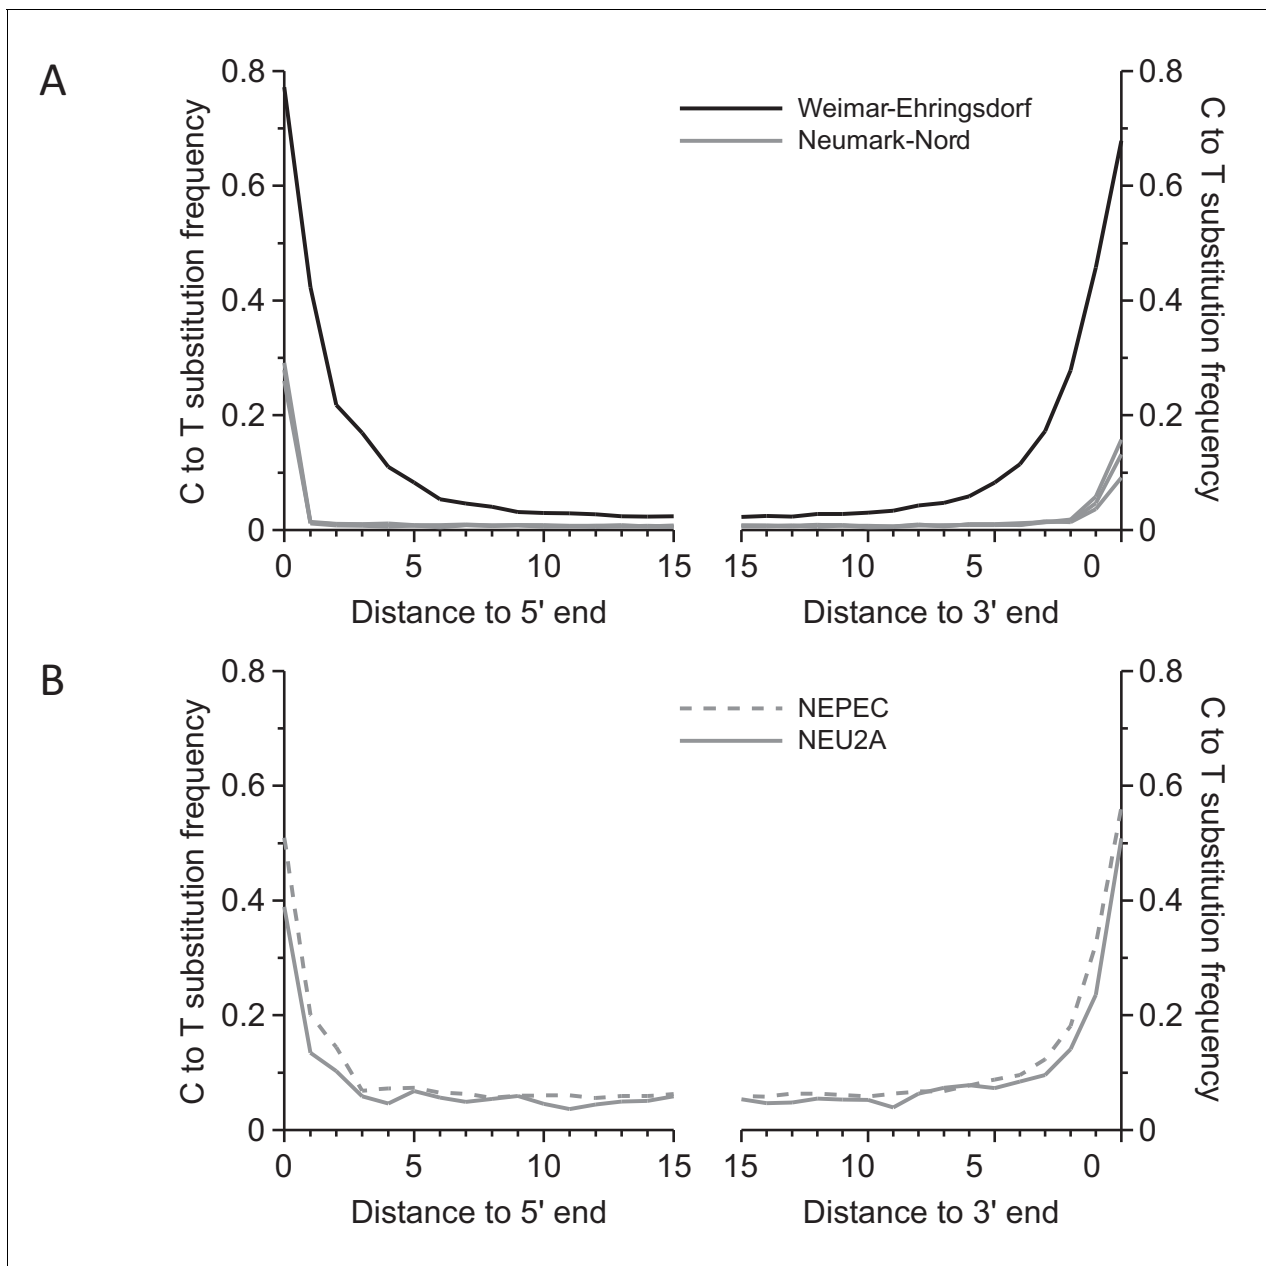 A
C to T substitution frequency
0.8
0.6
0.4
0.2
0
0 5 10 15
Distance to 5' end
Weimar-Ehringsdorf
Neumark-Nord
15 10 5 0
Distance to 3' end
0.8
0.6
0.4
0.2
0
C to T substitution frequency
B
C to T substitution frequency
0.8
0.6
0.4
0.2
0
0 5 10 15
Distance to 5' end
NEPEC
NEU2A
15 10 5 0
Distance to 3' end
0.8
0.6
0.4
0.2
0
C to T substitution frequency